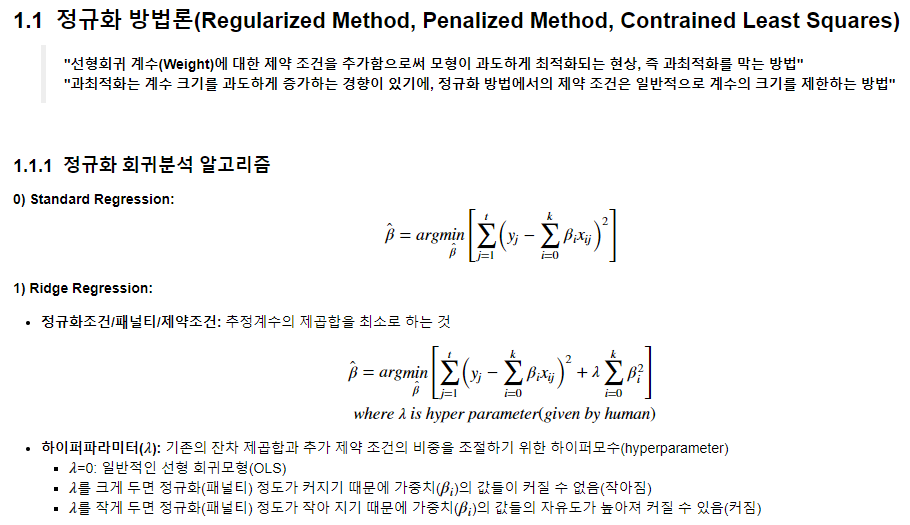 1.1 정규화 방법론(Regularized Method, Penalized Method, Contrained Least Squares)
"선형회귀 계수(Weight)에 대한 제약 조건을 추가함으로써 모형이 과도하게 최적화되는 현상, 즉 과최적화를 막는 방법"
"과최적화는 계수 크기를 과도하게 증가하는 경향이 있기에, 정규화 방법에서의 제약 조건은 일반적으로 계수의 크기를 제한하는 방법"
1.1.1 정규화 회귀분석 알고리즘
0) Standard Regression:
$\hat{\beta} = \underset{\hat{\beta}}{argmin} \left[ \sum_{j=1}^{t} \left( y_j - \sum_{i=0}^{k} \beta_i x_{ij} \right)^2 \right]$
1) Ridge Regression:
• 정규화조건/패널티/제약조건: 추정계수의 제곱합을 최소로 하는 것
$\hat{\beta} = \underset{\hat{\beta}}{argmin} \left[ \sum_{j=1}^{t} \left( y_j - \sum_{i=0}^{k} \beta_i x_{ij} \right)^2 + \lambda \sum_{i=0}^{k} \beta_i^2 \right]$
where λ is hyper parameter(given by human)
• 하이퍼파라미터(λ): 기존의 잔차 제곱합과 추가 제약 조건의 비중을 조절하기 위한 하이퍼모수(hyperparameter)
▪ λ=0: 일반적인 선형 회귀모형(OLS)
▪ λ를 크게 두면 정규화(패널티) 정도가 커지기 때문에 가중치(βᵢ)의 값들이 커질 수 없음(작아짐)
▪ λ를 작게 두면 정규화(패널티) 정도가 작아 지기 때문에 가중치(βᵢ)의 값들의 자유도가 높아져 커질 수 있음(커짐)